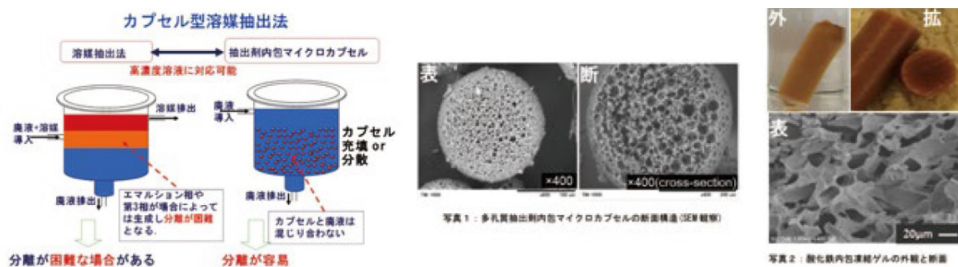 カプセル型溶媒抽出法
溶媒抽出法
抽出剤内包マイクロカプセル
高濃度溶液に対応可能
廃液+溶媒
導入
溶媒排出
廃液排出
エマルション相や
第3相が場合によって
は生成し分離が困難
となる.
分離が困難な場合がある
廃液
導入
カプセル
充填or
分散
廃液排出
カプセルと廃液は
混じり合わない
分離が容易
表
×400
断
×400(cross-section)
写真1:多孔質抽出剤内包マイクロカプセルの断面構造(SEM観察)
外
拡
表
20μm
写真2:酸化鉄内包凍結ゲルの外観と断面